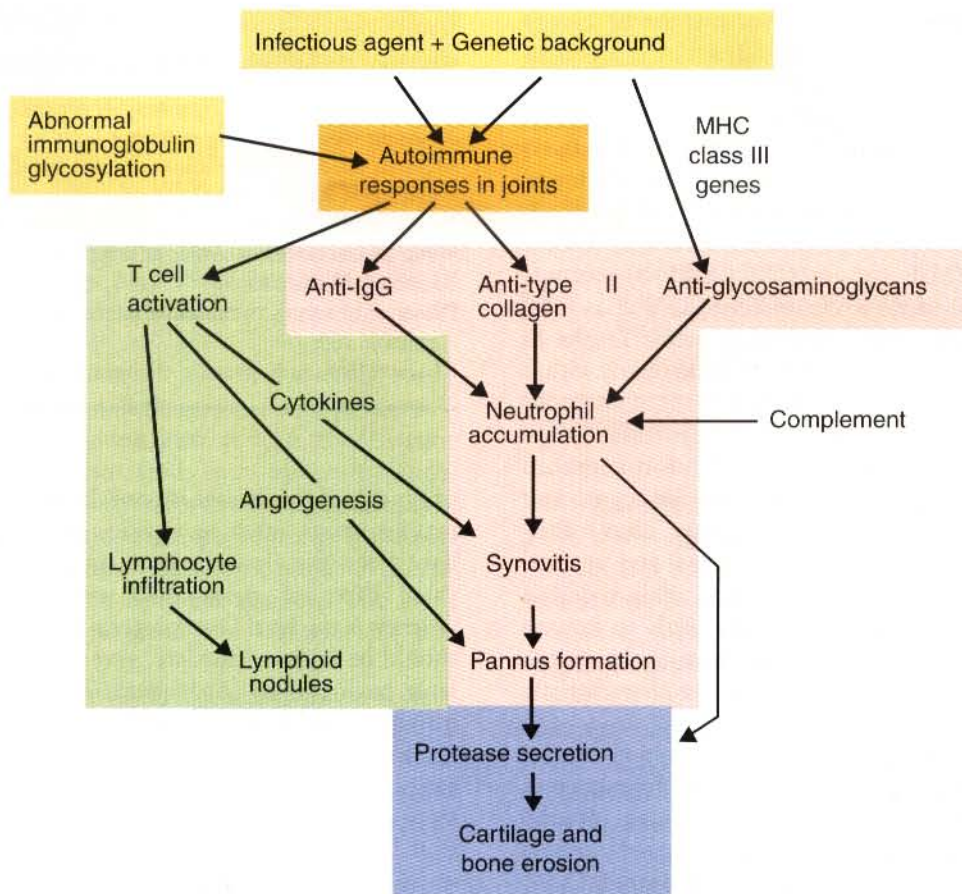 Infectious agent + Genetic background
Abnormal
immunoglobulin
glycosylation
Autoimmune
responses in joints
MHC
class III
genes
T cell
activation
Anti-IgG
Anti-type II
collagen
Anti-glycosaminoglycans
Cytokines
Neutrophil
accumulation
Complement
Angiogenesis
Lymphocyte
infiltration
Synovitis
Lymphoid
nodules
Pannus formation
Protease secretion
Cartilage and
bone erosion